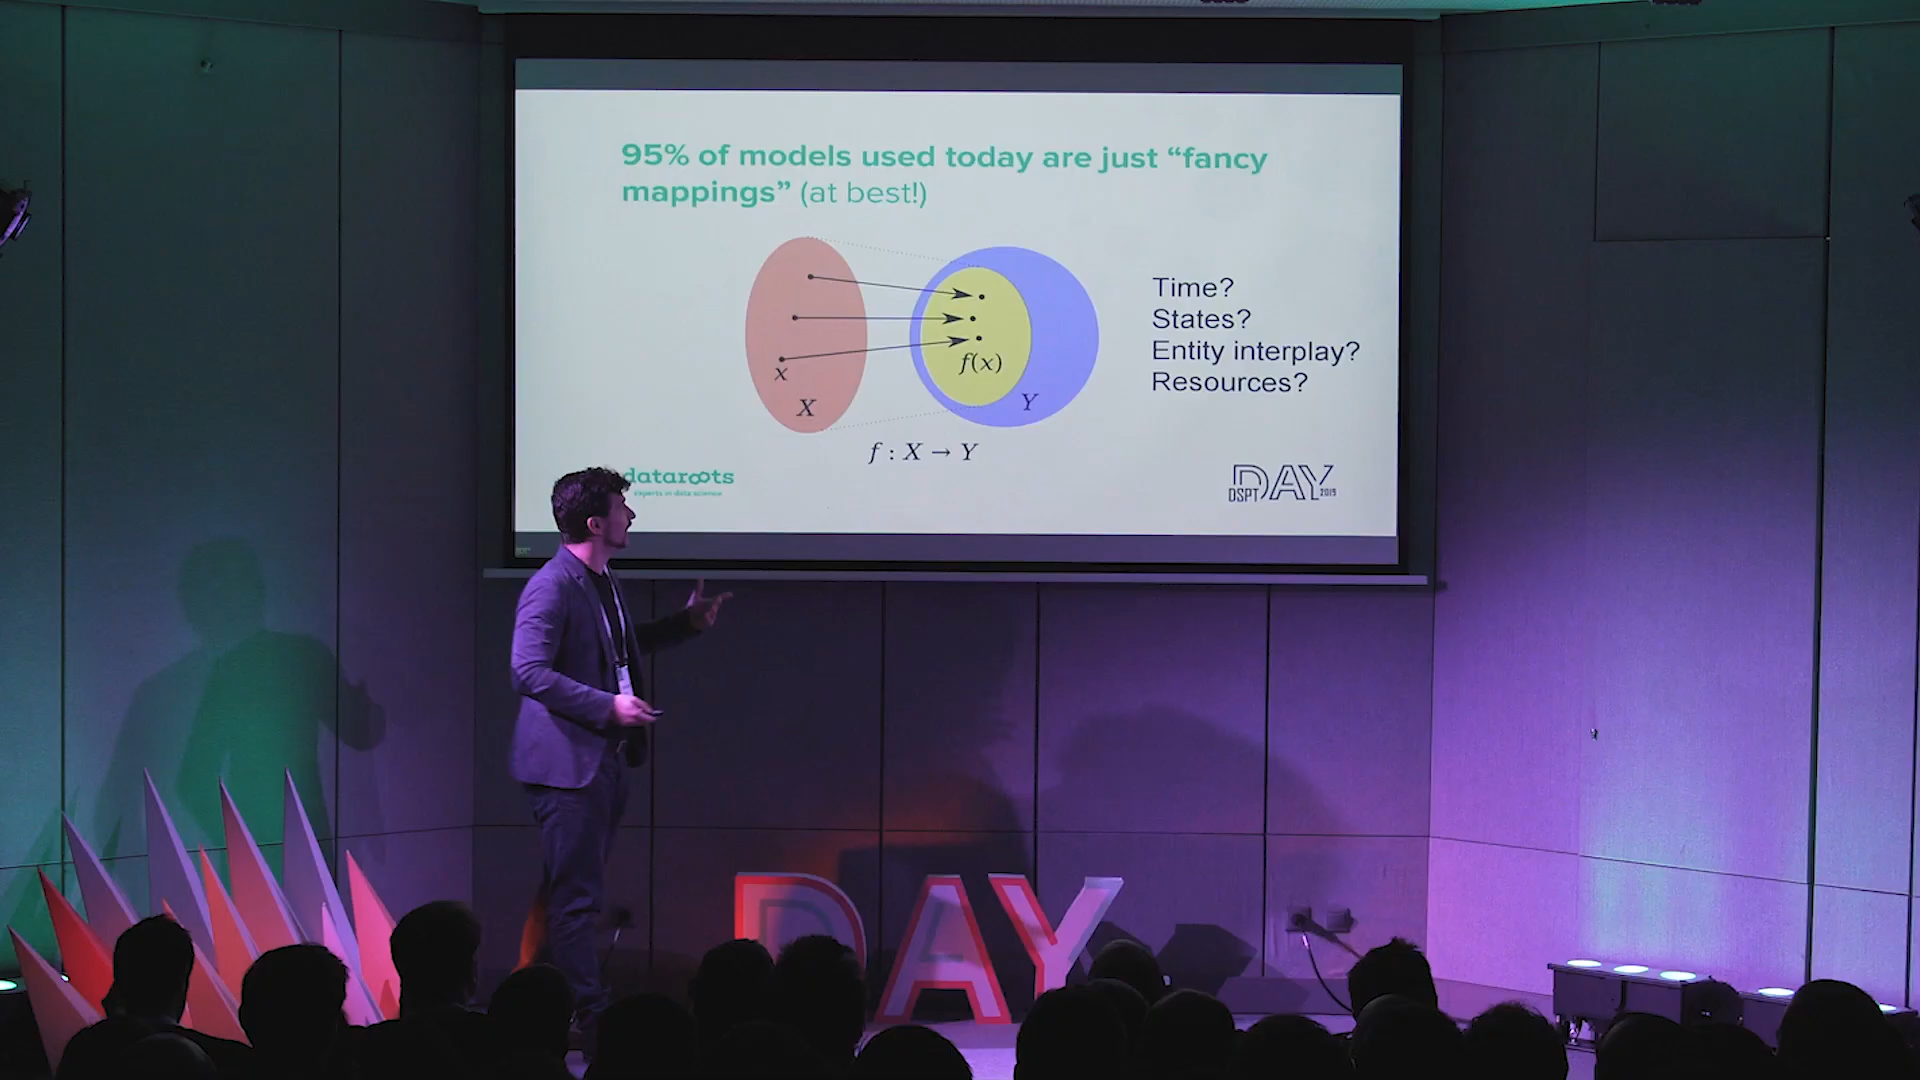 95% of models used today are just “fancy
mappings” (at best!)
x
X
f(x)
Y
f : X → Y
Time?
States?
Entity interplay?
Resources?
dataroots
experts in data science
DSPT DAY 2019
DAY